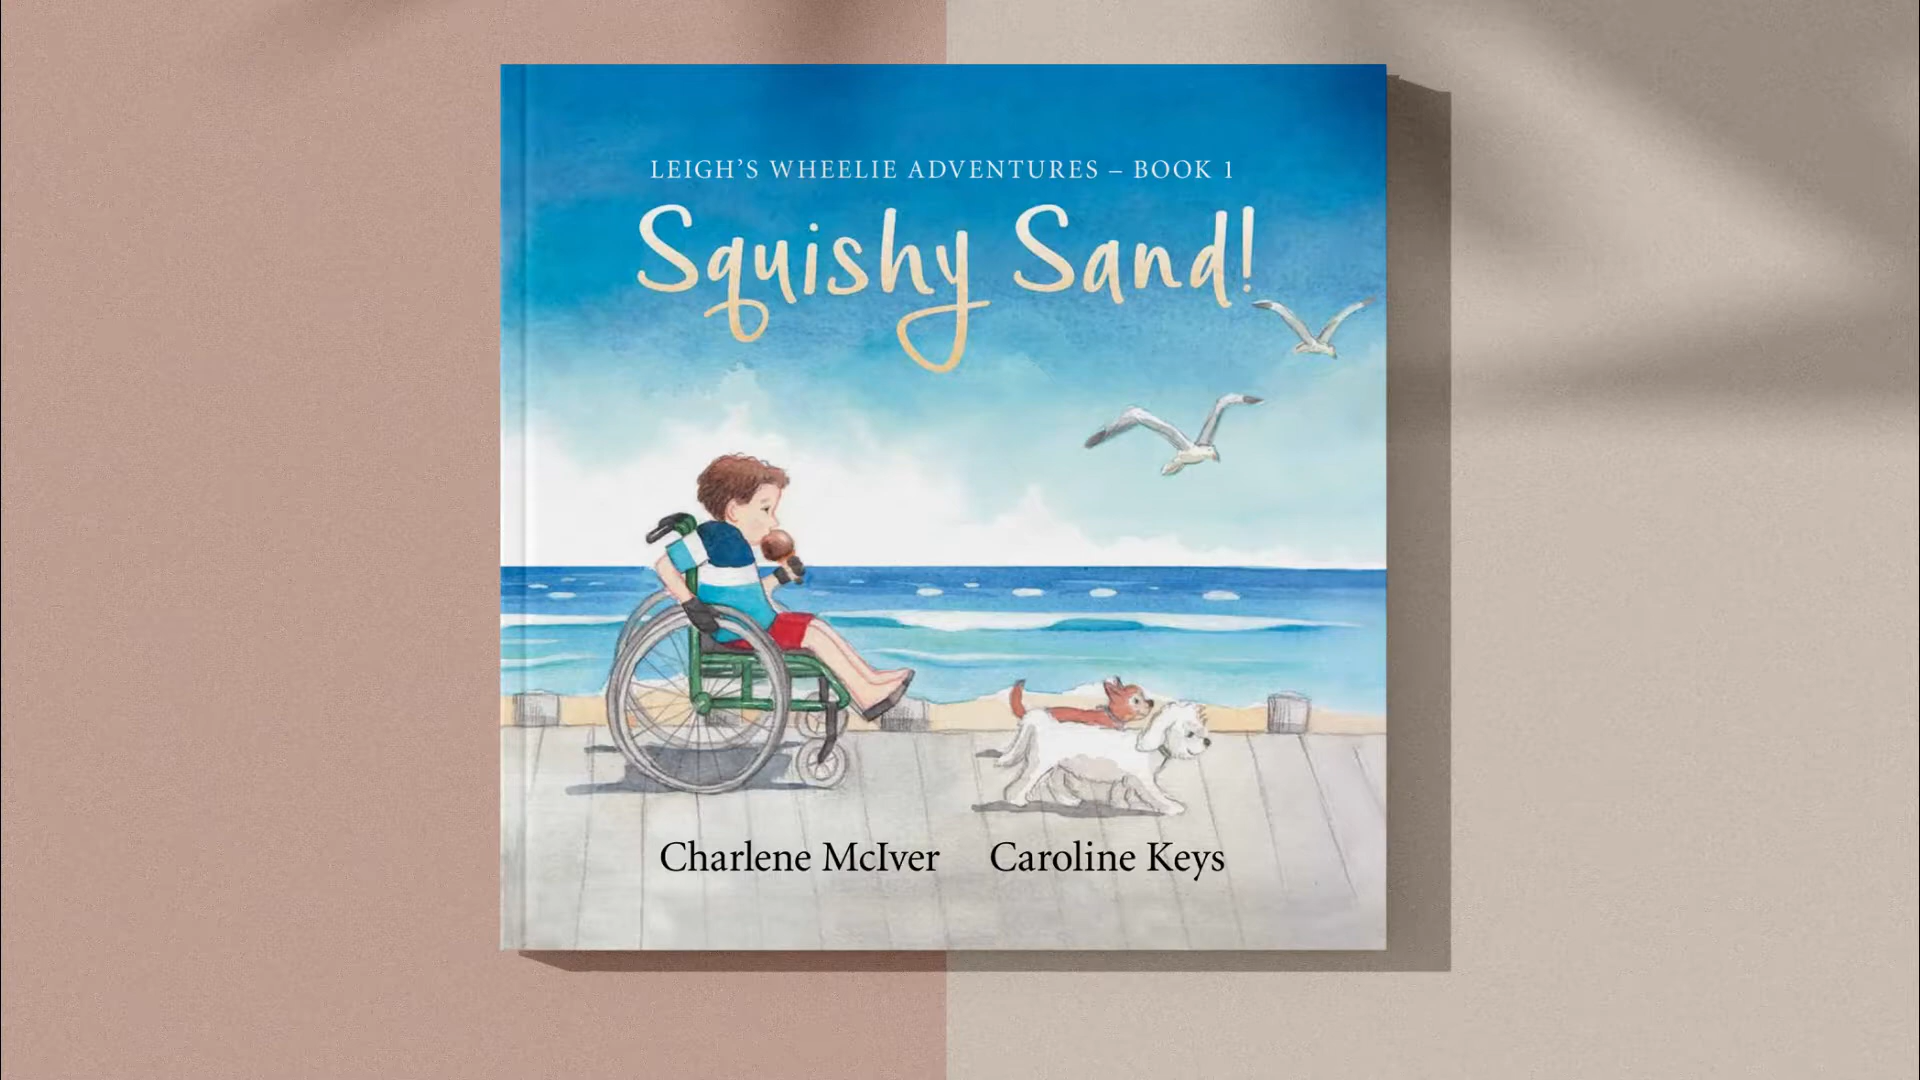 LEIGH’S WHEELIE ADVENTURES – BOOK 1
Squishy Sand!
Charlene McIver Caroline Keys